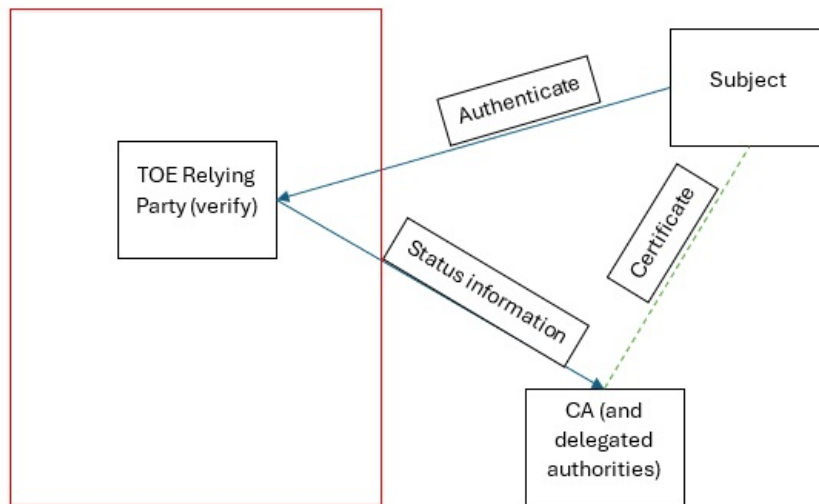 Subject
Authenticate
TOE Relying
Party (verify)
Certificate
Status information
CA (and
delegated
authorities)